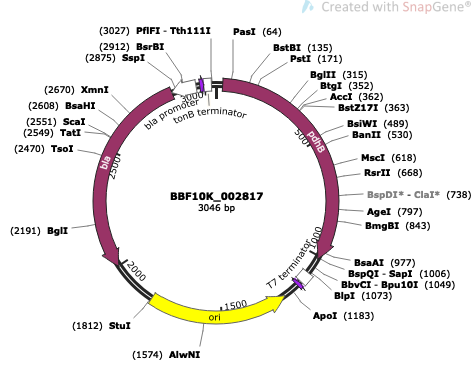 Created with SnapGene®
(3027) PflFI - Tth111I
PasI (64)
(2912) BsrBI
BstBI (135)
(2875) SspI
PstI (171)
BglII (315)
(2670) XmnI
BtgI (352)
AccI (362)
(2608) BsaHI
BstZ17I (363)
(2551) ScaI
BsiWI (489)
(2549) TatI
BanII (530)
(2470) TsoI
MscI (618)
RsrII (668)
BspDI* - ClaI* (738)
AgeI (797)
BmgBI (843)
(2191) BglI
BsaAI (977)
BspQI - SapI (1006)
BbvCI - Bpu10I (1049)
BlpI (1073)
ApoI (1183)
(1812) StuI
(1574) AlwNI
bla promoter
tonB terminator
3000
500
pdhB
bla
2500
BBF10K_002817
3046 bp
1000
T7 terminator
2000
1500
ori